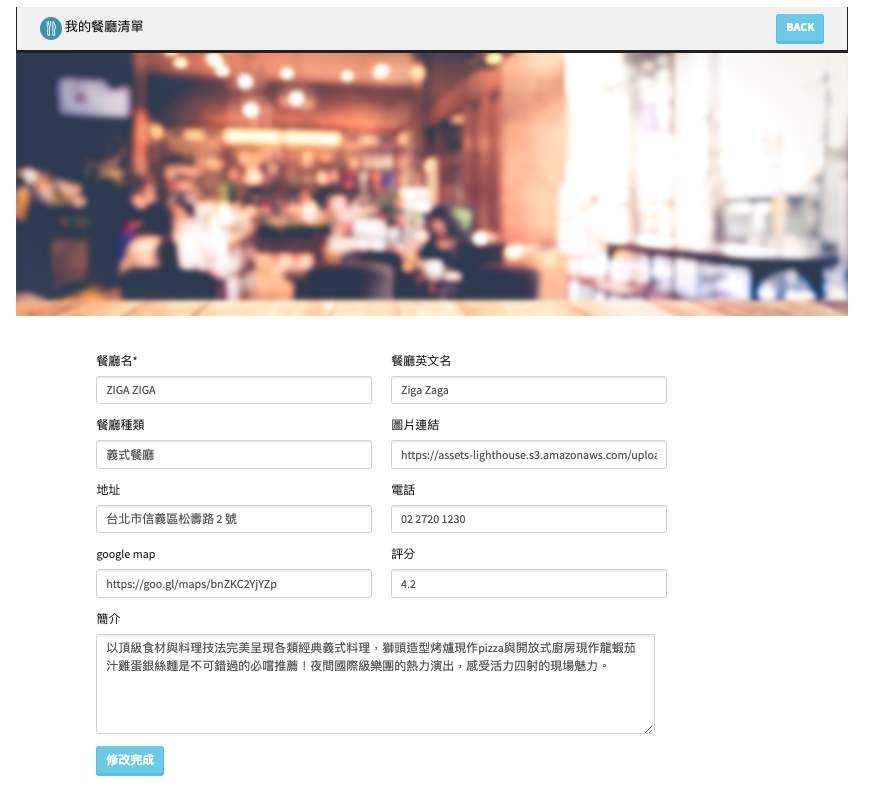 我的餐廳清單
BACK
餐廳名*
餐廳英文名
ZIGA ZIGA
Ziga Zaga
餐廳種類
圖片連結
義式餐廳
https://assets-lighthouse.s3.amazonaws.com/uploa
地址
電話
台北市信義區松壽路 2 號
02 2720 1230
google map
評分
https://goo.gl/maps/bnZKC2YjYZp
4.2
簡介
以頂級食材與料理技法完美呈現各類經典義式料理，獅頭造型烤爐現作pizza與開放式廚房現作龍蝦茄
汁雞蛋銀絲麵是不可錯過的必嚐推薦！夜間國際級樂團的熱力演出，感受活力四射的現場魅力。
修改完成